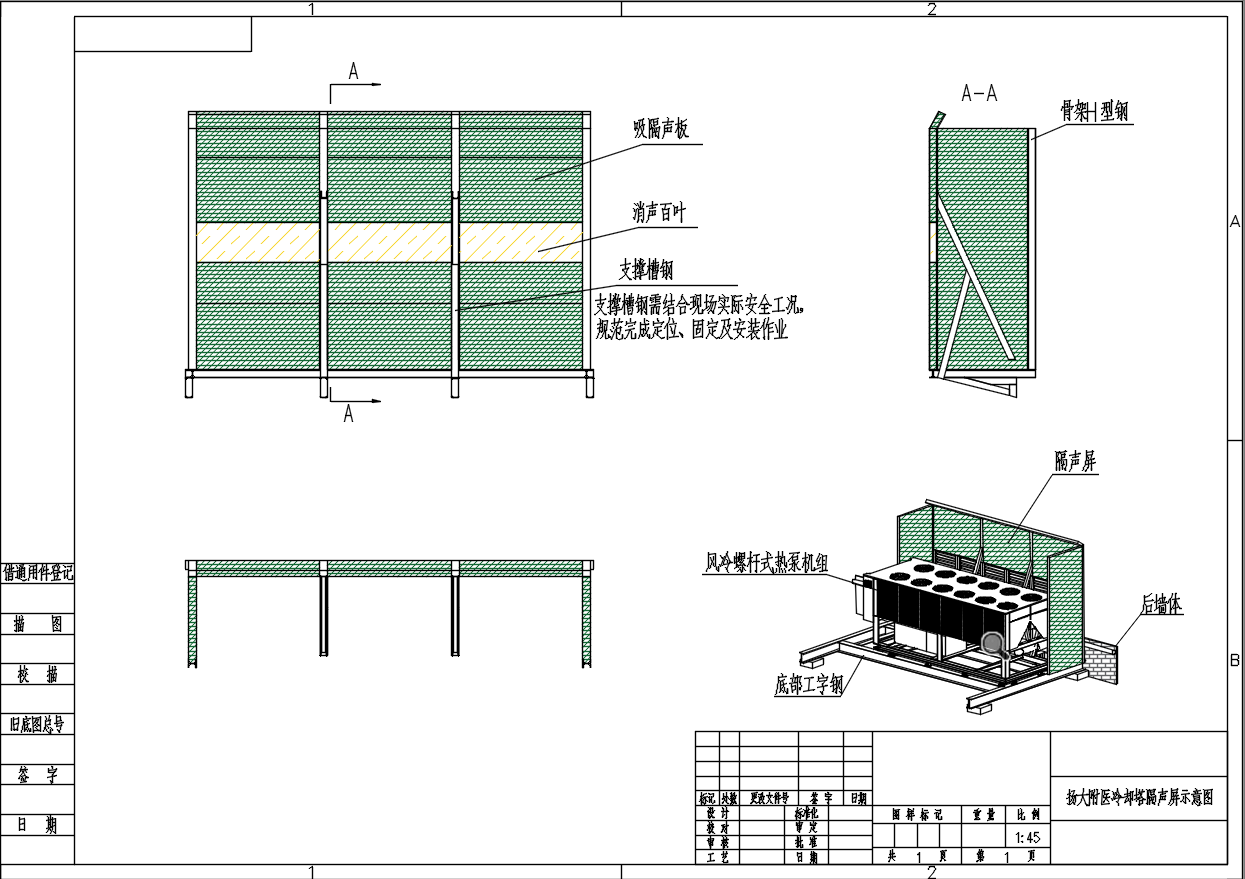 1
2
A
A-A
骨架H型钢
吸隔声板
消声百叶
支撑槽钢
支撑槽钢需结合现场实际安全工况,
规范完成定位、固定及安装作业
A
A
隔声屏
风冷螺杆式热泵机组
后墙体
底部工字钢
B
借通用件登记
描 图
校 描
旧底图总号
签 字
日 期
标记 处数 更改文件号 签 字 日期
设 计 标准化 图 样 标 记 重 量 比 例
校 对 审 定
审 核 批 准 1:45
工 艺 日 期 共 1 页 第 1 页
扬大附医冷却塔隔声屏示意图
1
2